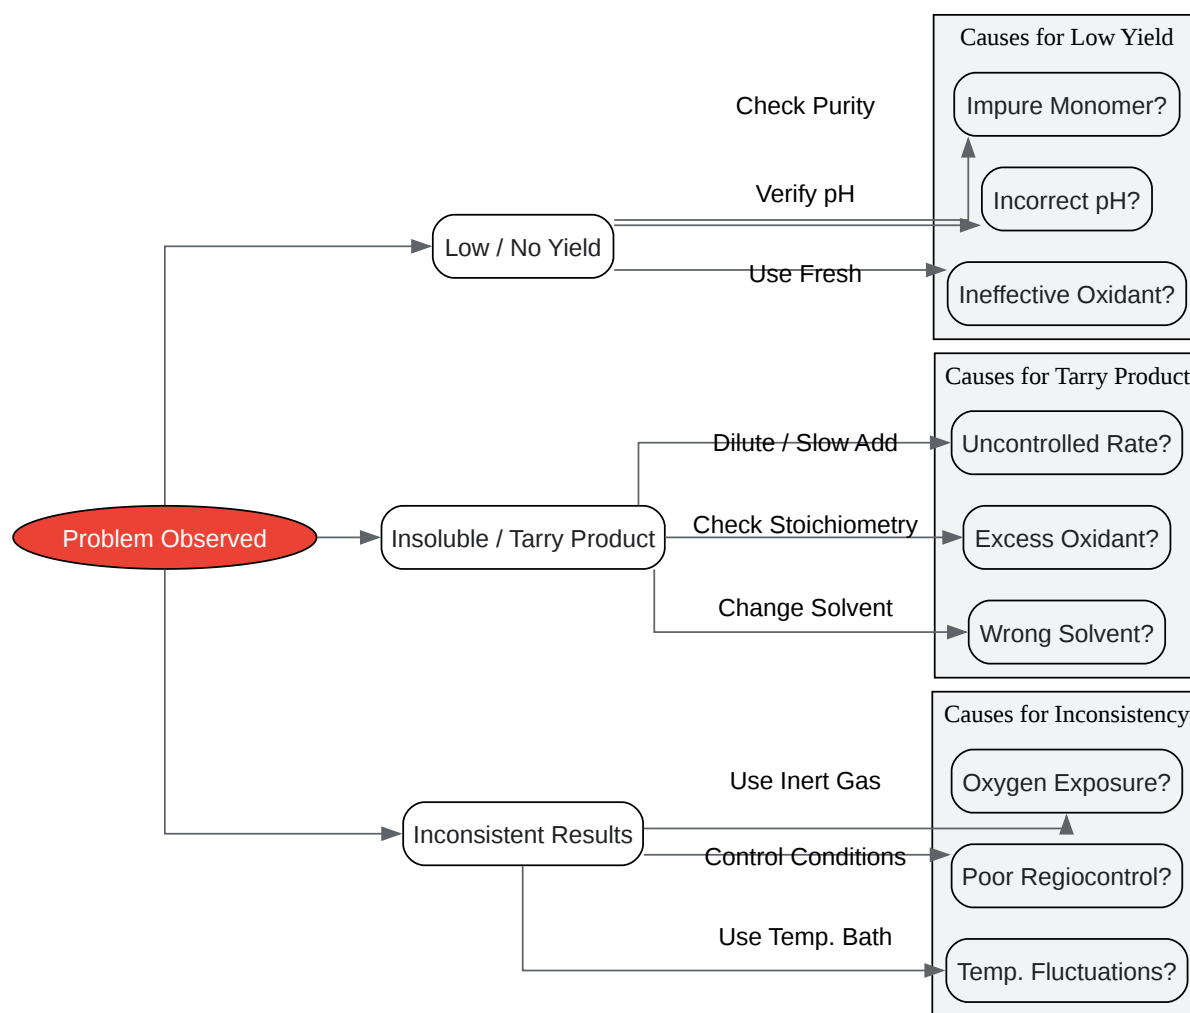 Causes for Low Yield
Check Purity
Impure Monomer?
Verify pH
Incorrect pH?
Low / No Yield
Use Fresh
Ineffective Oxidant?
Causes for Tarry Product
Dilute / Slow Add
Uncontrolled Rate?
Problem Observed
Insoluble / Tarry Product
Check Stoichiometry
Excess Oxidant?
Change Solvent
Wrong Solvent?
Causes for Inconsistency
Use Inert Gas
Oxygen Exposure?
Inconsistent Results
Control Conditions
Poor Regiocontrol?
Use Temp. Bath
Temp. Fluctuations?